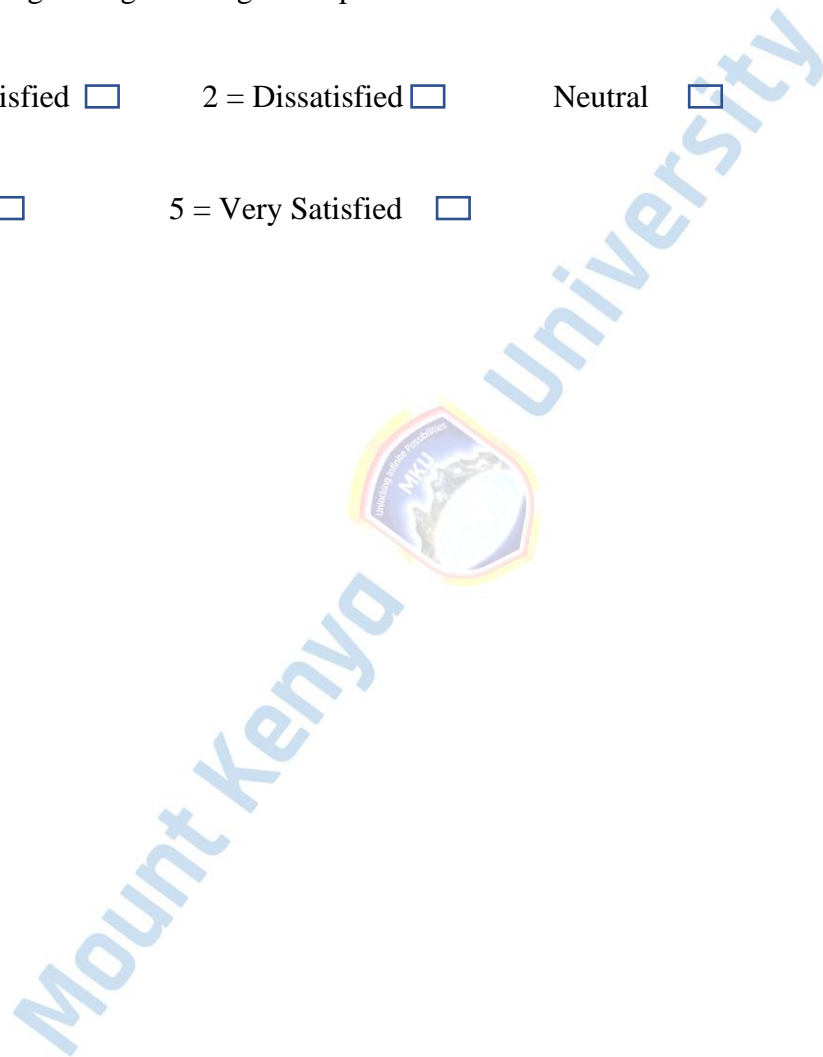 isfied 2 = Dissatisfied Neutral
5 = Very Satisfied
Mount Kenya University
Unlocking Infinite Possibilities
MKU